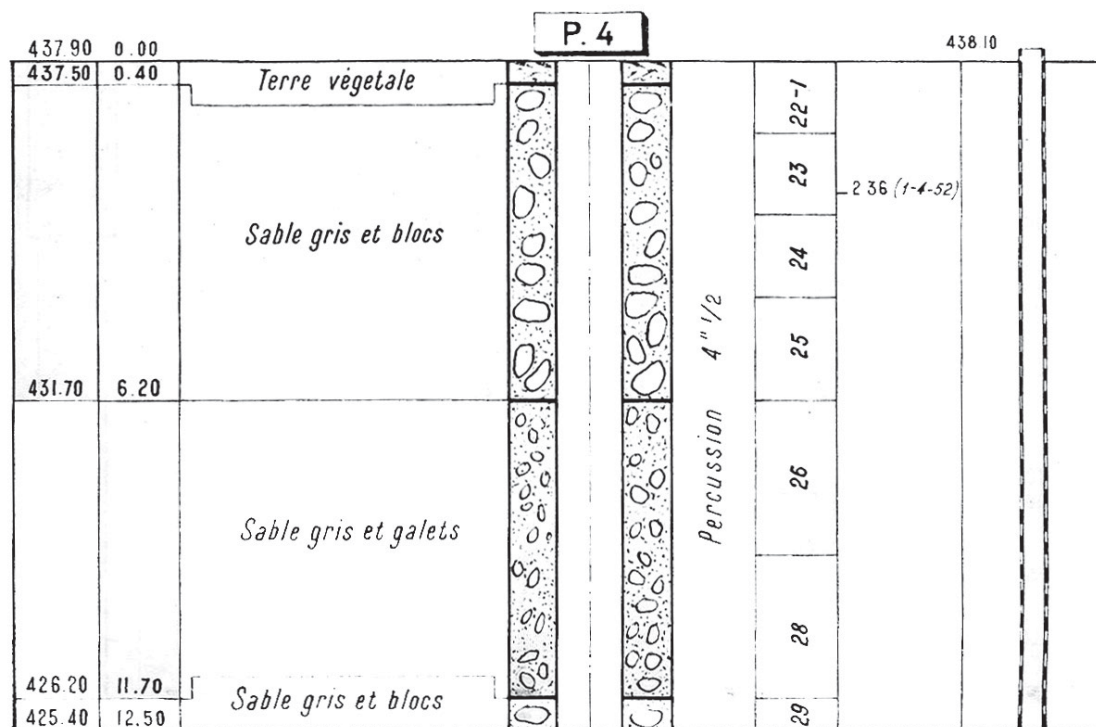 P. 4
437.90 0.00
438.10
437.50 0.40
Terre végetale
22-1
23
2 36 (1-4-52)
Sable gris et blocs
24
25
Percussion 4" 1/2
431.70 6.20
26
Sable gris et galets
28
426.20 11.70
Sable gris et blocs
29
425.40 12.50